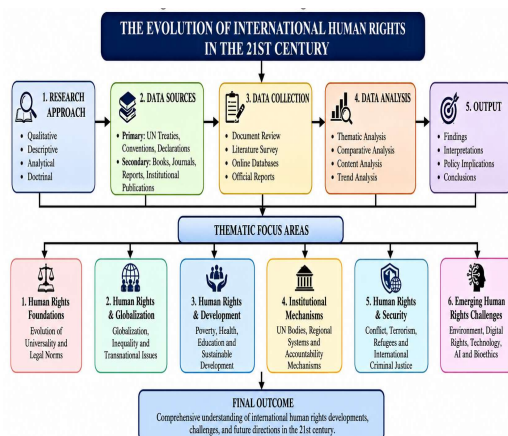 THE EVOLUTION OF INTERNATIONAL HUMAN RIGHTS
IN THE 21ST CENTURY
1. RESEARCH
APPROACH
• Qualitative
• Descriptive
• Analytical
• Doctrinal
2. DATA SOURCES
• Primary: UN Treaties,
Conventions, Declarations
• Secondary: Books, Journals,
Reports, Institutional
Publications
3. DATA COLLECTION
• Document Review
• Literature Survey
• Online Databases
• Official Reports
4. DATA ANALYSIS
• Thematic Analysis
• Comparative Analysis
• Content Analysis
• Trend Analysis
5. OUTPUT
• Findings
• Interpretations
• Policy Implications
• Conclusions
THEMATIC FOCUS AREAS
1. Human Rights
Foundations
Evolution of
Universality and
Legal Norms
2. Human Rights
& Globalization
Globalization,
Inequality and
Transnational Issues
3. Human Rights
& Development
Poverty, Health,
Education and
Sustainable
Development
4. Institutional
Mechanisms
UN Bodies, Regional
Systems and
Accountability
Mechanisms
5. Human Rights
& Security
Conflict, Terrorism,
Refugees and
International
Criminal Justice
6. Emerging Human
Rights Challenges
Environment, Digital
Rights, Technology,
AI and Bioethics
FINAL OUTCOME
Comprehensive understanding of international human rights developments,
challenges, and future directions in the 21st century.